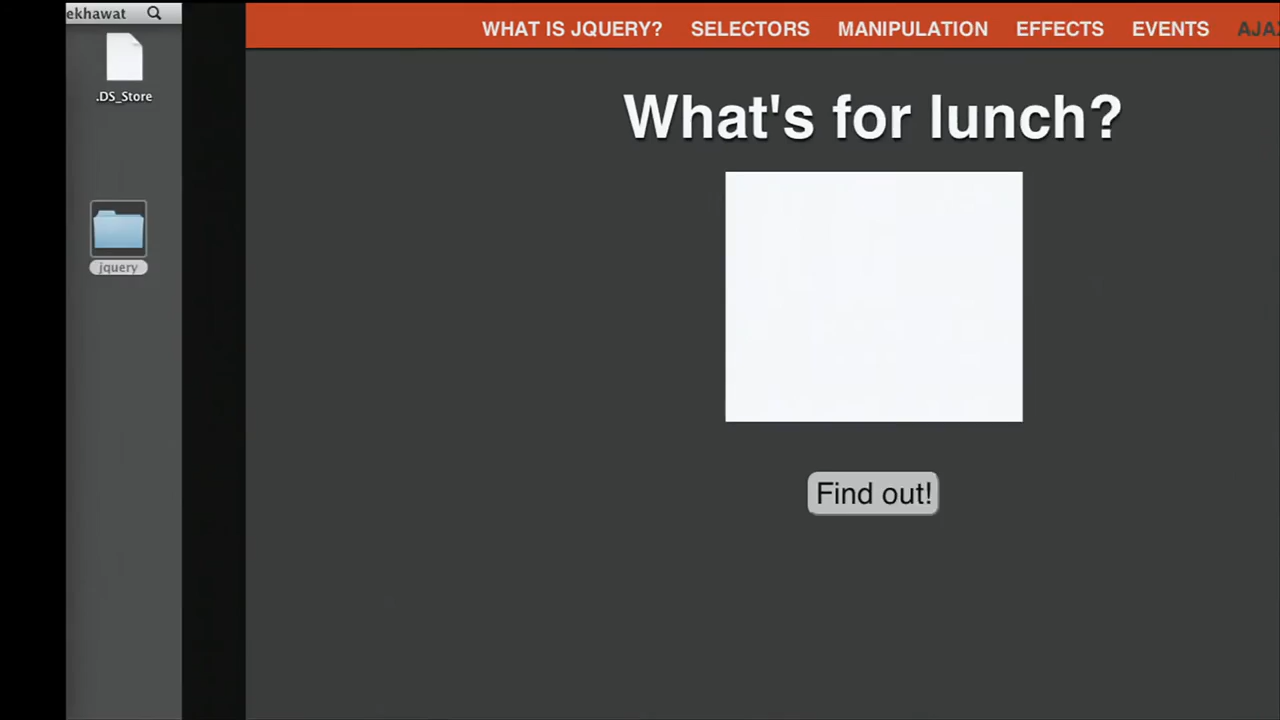 ekhawat
.DS_Store
jquery
WHAT IS JQUERY? SELECTORS MANIPULATION EFFECTS EVENTS
What's for lunch?
Find out!